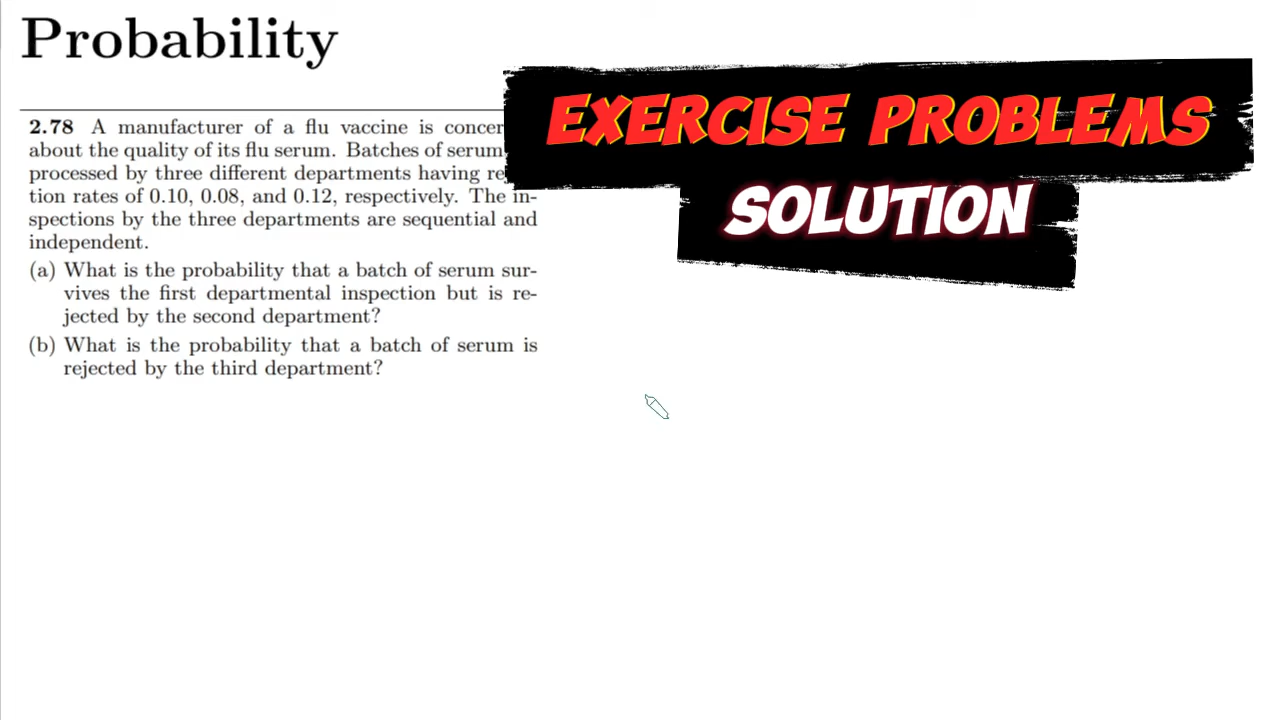 Probability
EXERCISE PROBLEMS
SOLUTION
2.78 A manufacturer of a flu vaccine is
about the quality of its flu serum. Batches of serum
processed by three different departments having
tion rates of 0.10, 0.08, and 0.12, respectively. The in-
spections by the three departments are sequential and
independent.
(a) What is the probability that a batch of serum sur-
vives the first departmental inspection but is re-
jected by the second department?
(b) What is the probability that a batch of serum is
rejected by the third department?